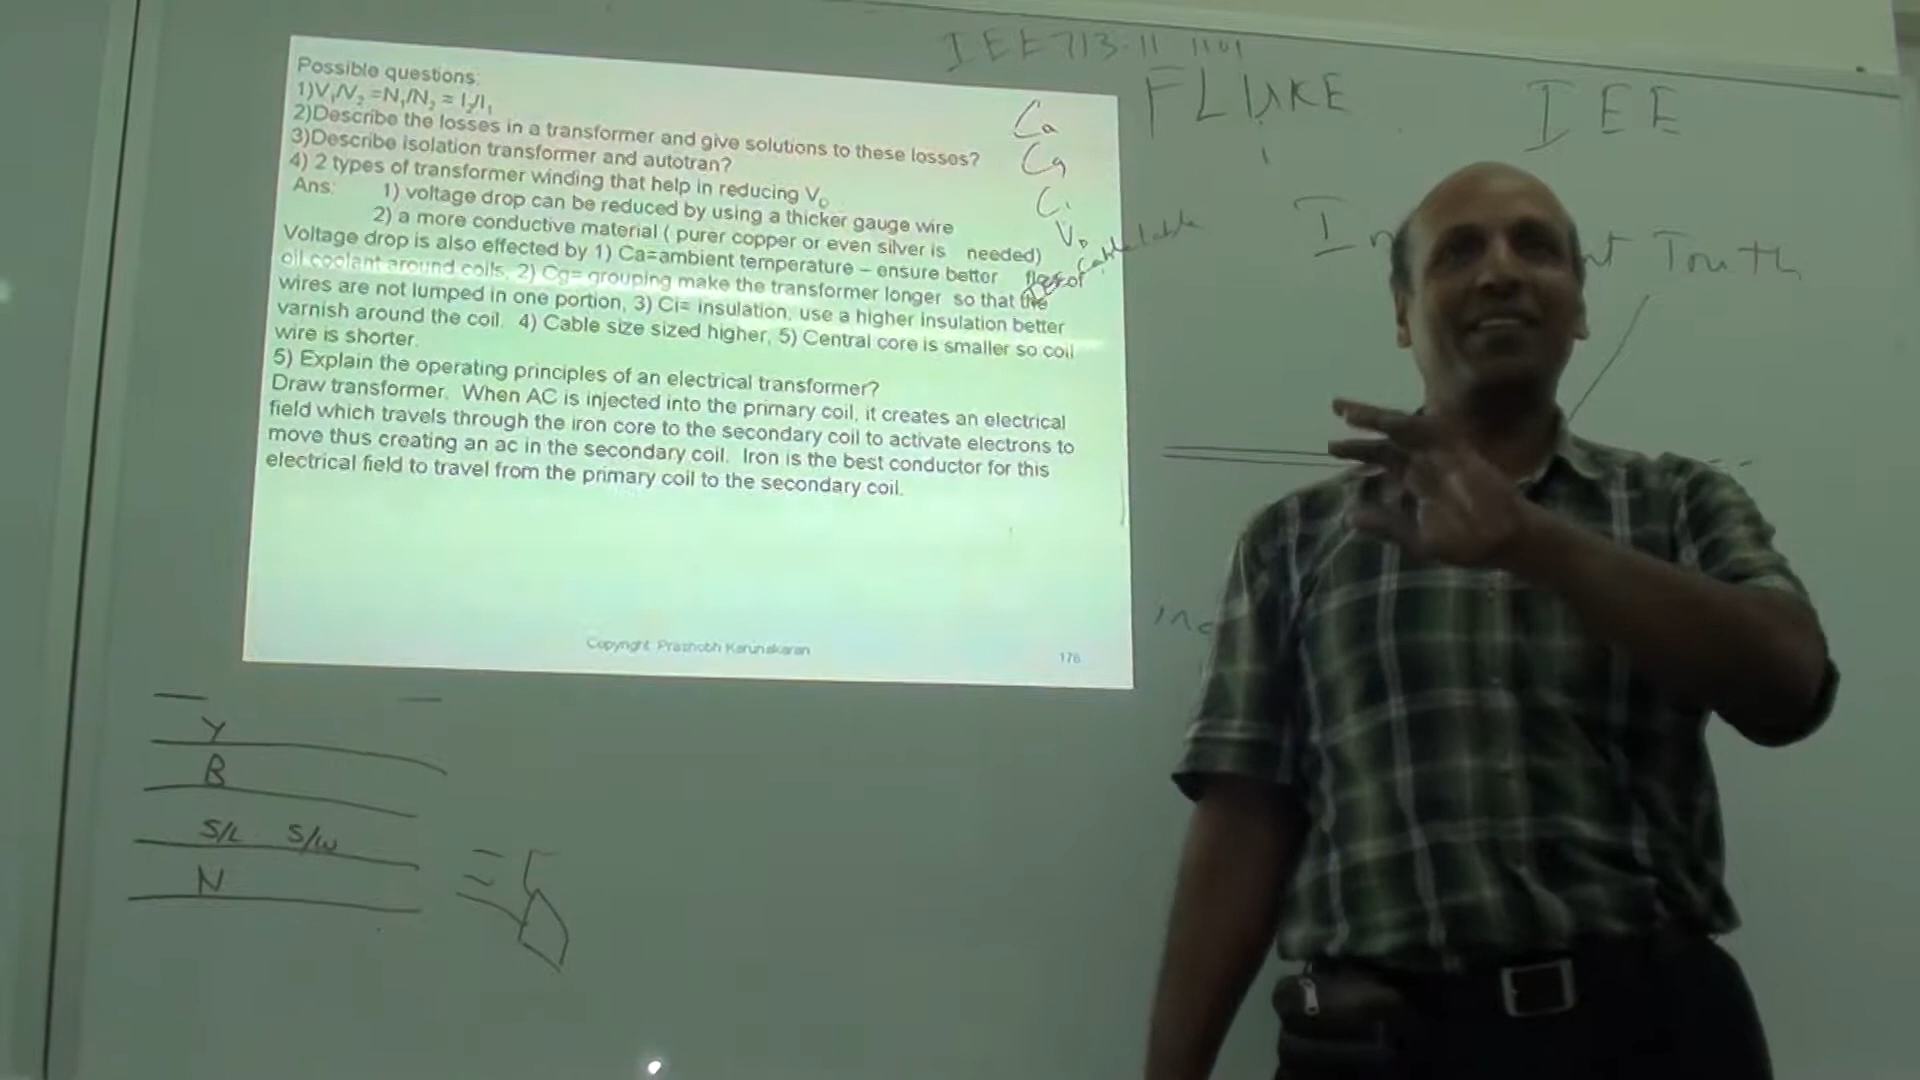 Possible questions:
1)V₁/V₂ =N₁/N₂ = I₂/I₁
2)Describe the losses in a transformer and give solutions to these losses?
3)Describe isolation transformer and autotran?
4) 2 types of transformer winding that help in reducing V_D
Ans: 1) voltage drop can be reduced by using a thicker gauge wire
2) a more conductive material ( purer copper or even silver is needed)
Voltage drop is also effected by 1) Ca=ambient temperature – ensure better
oil coolant around coils, 2) Cg= grouping make the transformer longer so that the
wires are not lumped in one portion, 3) Ci= insulation, use a higher insulation better
varnish around the coil. 4) Cable size sized higher, 5) Central core is smaller so coil
wire is shorter.
5) Explain the operating principles of an electrical transformer?
Draw transformer. When AC is injected into the primary coil, it creates an electrical
field which travels through the iron core to the secondary coil to activate electrons to
move thus creating an ac in the secondary coil. Iron is the best conductor for this
electrical field to travel from the primary coil to the secondary coil.
Copyright Prashobh Karunakaran
176
Ca
Cg
Ci
V_D
IEE713-11 1101
FLUKE
IEE
Truth
Y
B
S/L S/W
N